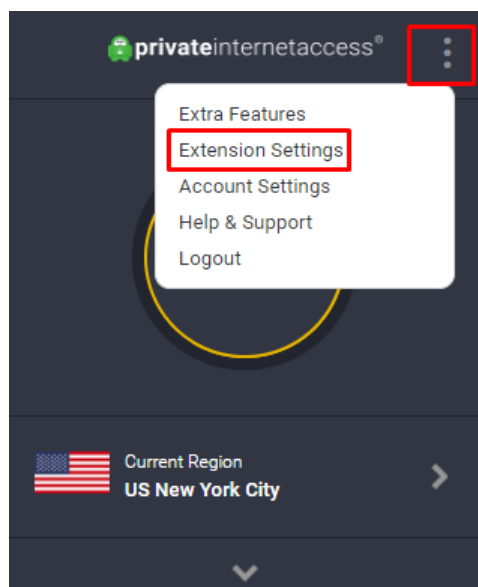 privateinternetaccess®
Extra Features
Extension Settings
Account Settings
Help & Support
Logout
Current Region
US New York City